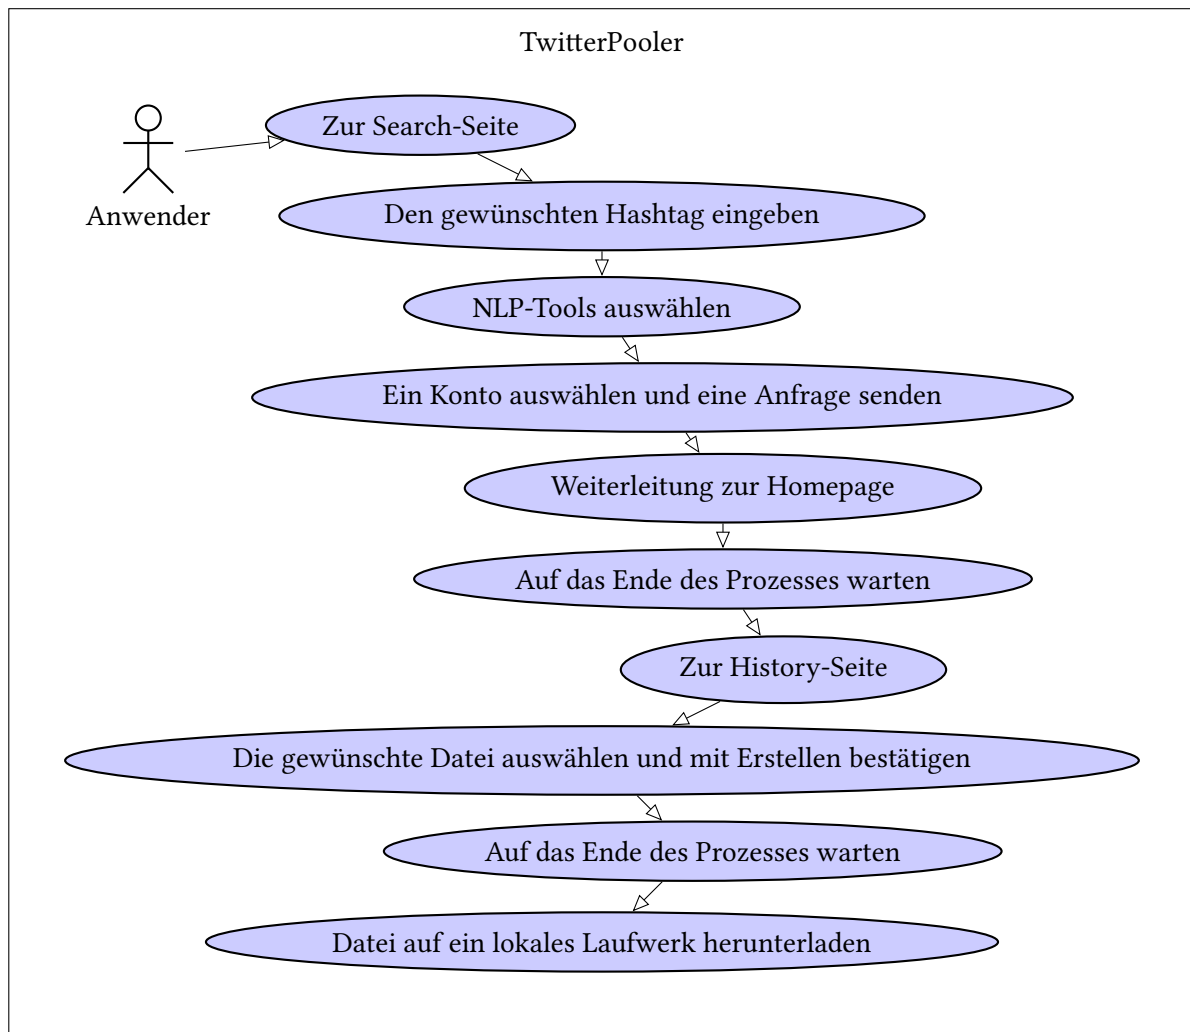 TwitterPooler
Zur Search-Seite
Anwender
Den gewünschten Hashtag eingeben
NLP-Tools auswählen
Ein Konto auswählen und eine Anfrage senden
Weiterleitung zur Homepage
Auf das Ende des Prozesses warten
Zur History-Seite
Die gewünschte Datei auswählen und mit Erstellen bestätigen
Auf das Ende des Prozesses warten
Datei auf ein lokales Laufwerk herunterladen